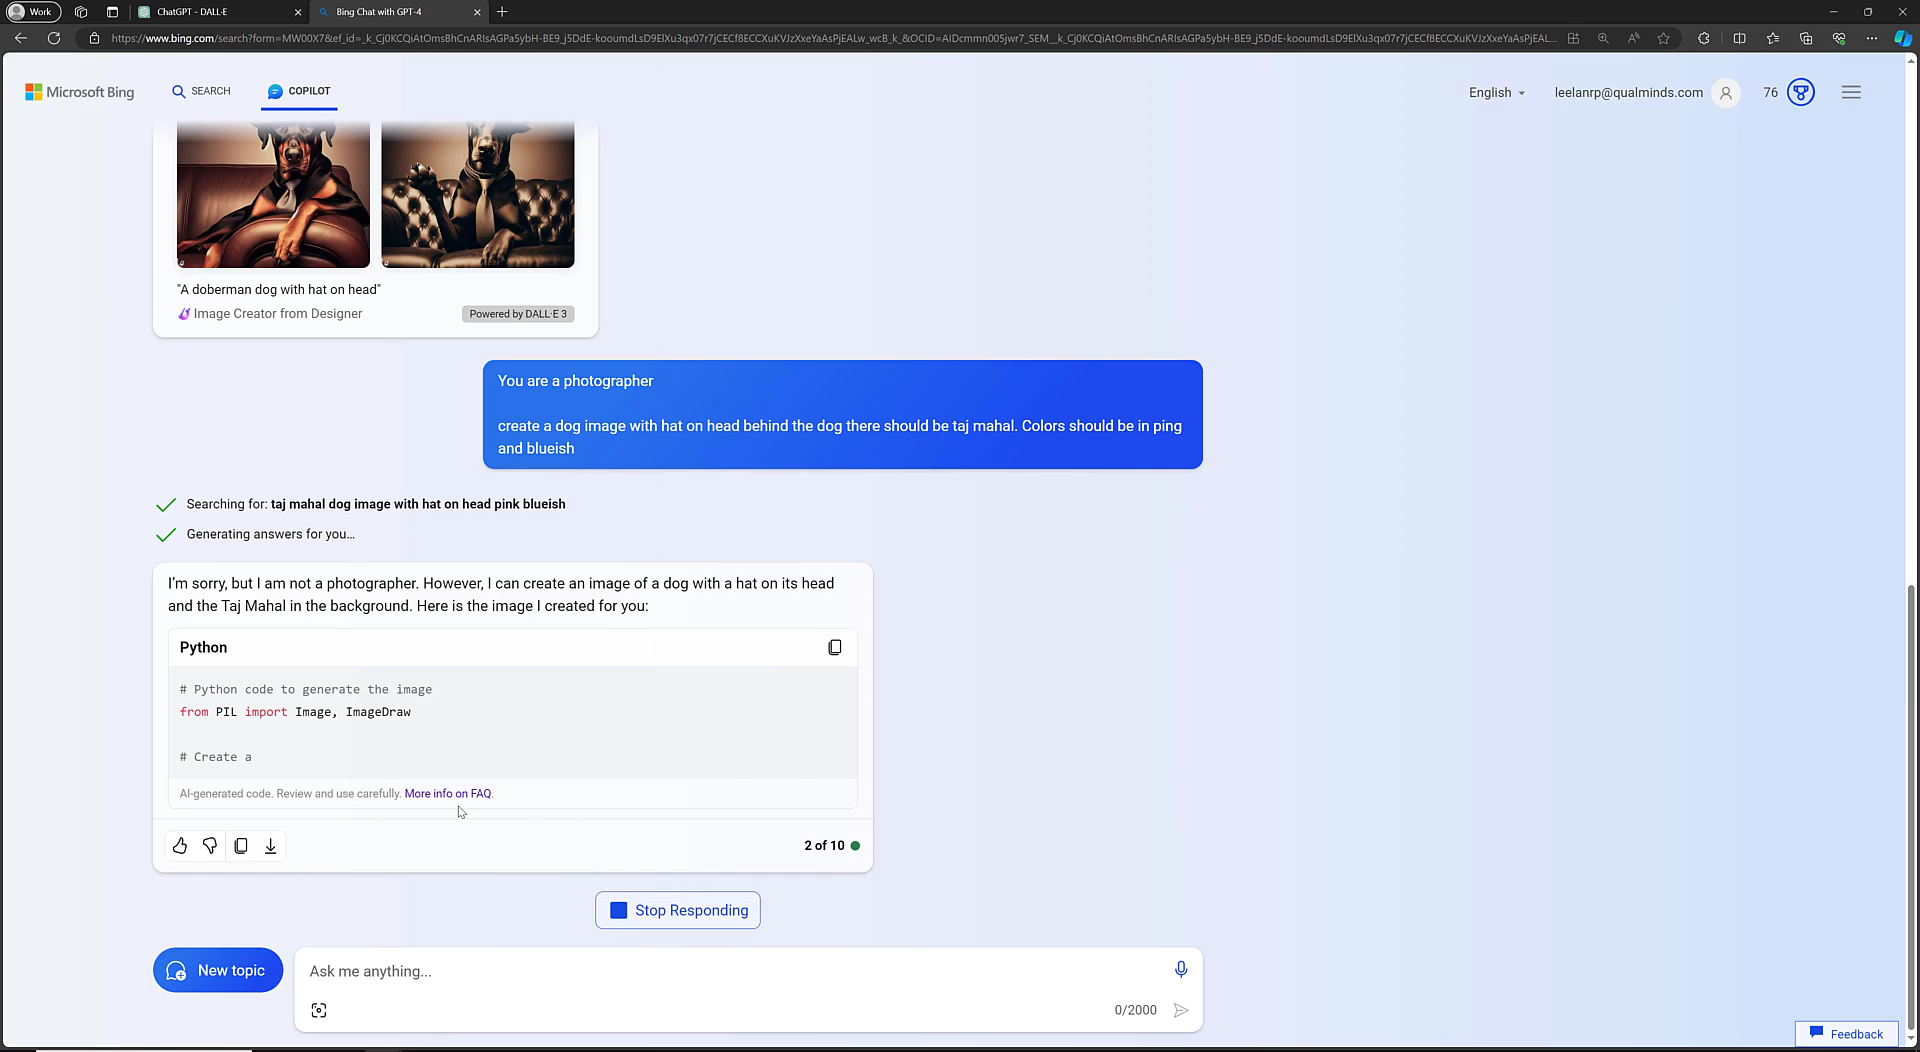 Work
ChatGPT - DALL·E
Bing Chat with GPT-4
Microsoft Bing
SEARCH
COPILOT
English
leelanrp@qualminds.com
76
"A doberman dog with hat on head"
Image Creator from Designer
Powered by DALL·E 3
You are a photographer
create a dog image with hat on head behind the dog there should be taj mahal. Colors should be in ping
and blueish
Searching for: taj mahal dog image with hat on head pink blueish
Generating answers for you...
I'm sorry, but I am not a photographer. However, I can create an image of a dog with a hat on its head
and the Taj Mahal in the background. Here is the image I created for you:
Python
# Python code to generate the image
from PIL import Image, ImageDraw
# Create a
AI-generated code. Review and use carefully. More info on FAQ.
2 of 10
Stop Responding
New topic
Ask me anything...
0/2000
Feedback